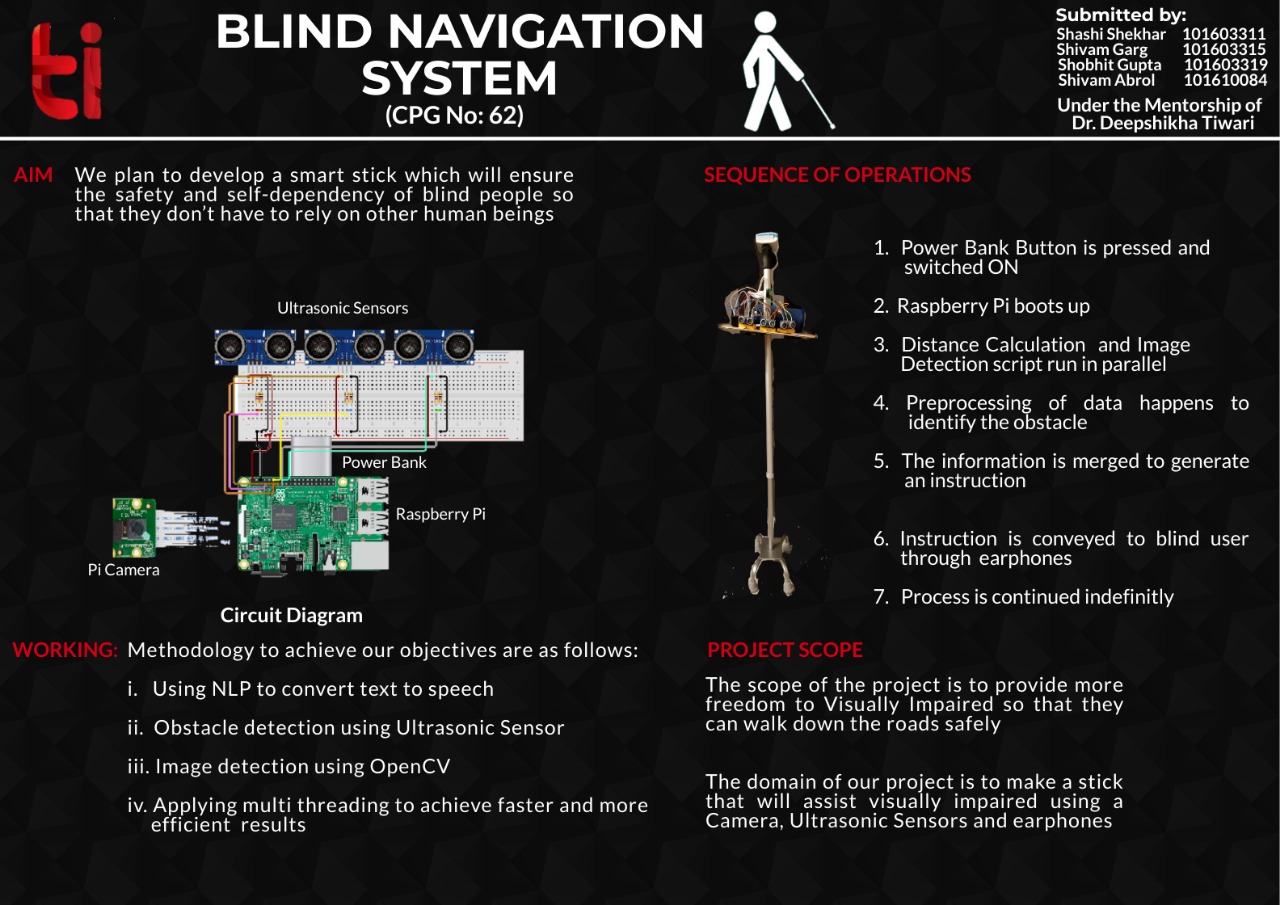 ti
BLIND NAVIGATION
SYSTEM
(CPG No: 62)
Submitted by:
Shashi Shekhar 101603311
Shivam Garg 101603315
Shobhit Gupta 101603319
Shivam Abrol 101610084
Under the Mentorship of
Dr. Deepshikha Tiwari
AIM We plan to develop a smart stick which will ensure
the safety and self-dependency of blind people so
that they don't have to rely on other human beings
Ultrasonic Sensors
Power Bank
Raspberry Pi
Pi Camera
Circuit Diagram
WORKING: Methodology to achieve our objectives are as follows:
i. Using NLP to convert text to speech
ii. Obstacle detection using Ultrasonic Sensor
iii. Image detection using OpenCV
iv. Applying multi threading to achieve faster and more
efficient results
SEQUENCE OF OPERATIONS
1. Power Bank Button is pressed and
switched ON
2. Raspberry Pi boots up
3. Distance Calculation and Image
Detection script run in parallel
4. Preprocessing of data happens to
identify the obstacle
5. The information is merged to generate
an instruction
6. Instruction is conveyed to blind user
through earphones
7. Process is continued indefinitly
PROJECT SCOPE
The scope of the project is to provide more
freedom to Visually Impaired so that they
can walk down the roads safely
The domain of our project is to make a stick
that will assist visually impaired using a
Camera, Ultrasonic Sensors and earphones